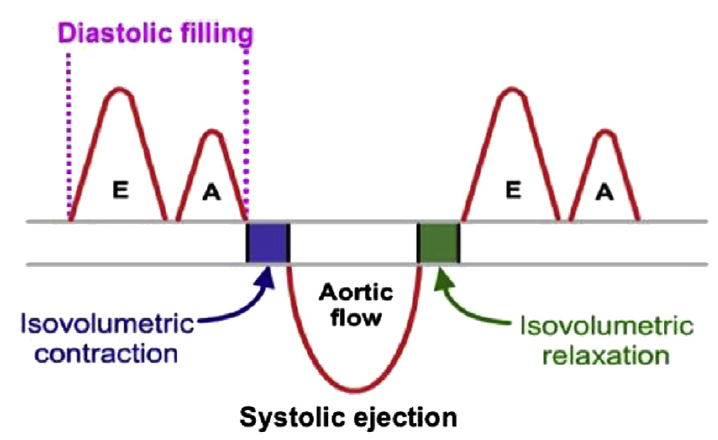 Diastolic filling
E
A
E
A
Aortic
flow
Isovolumetric
contraction
Isovolumetric
relaxation
Systolic ejection